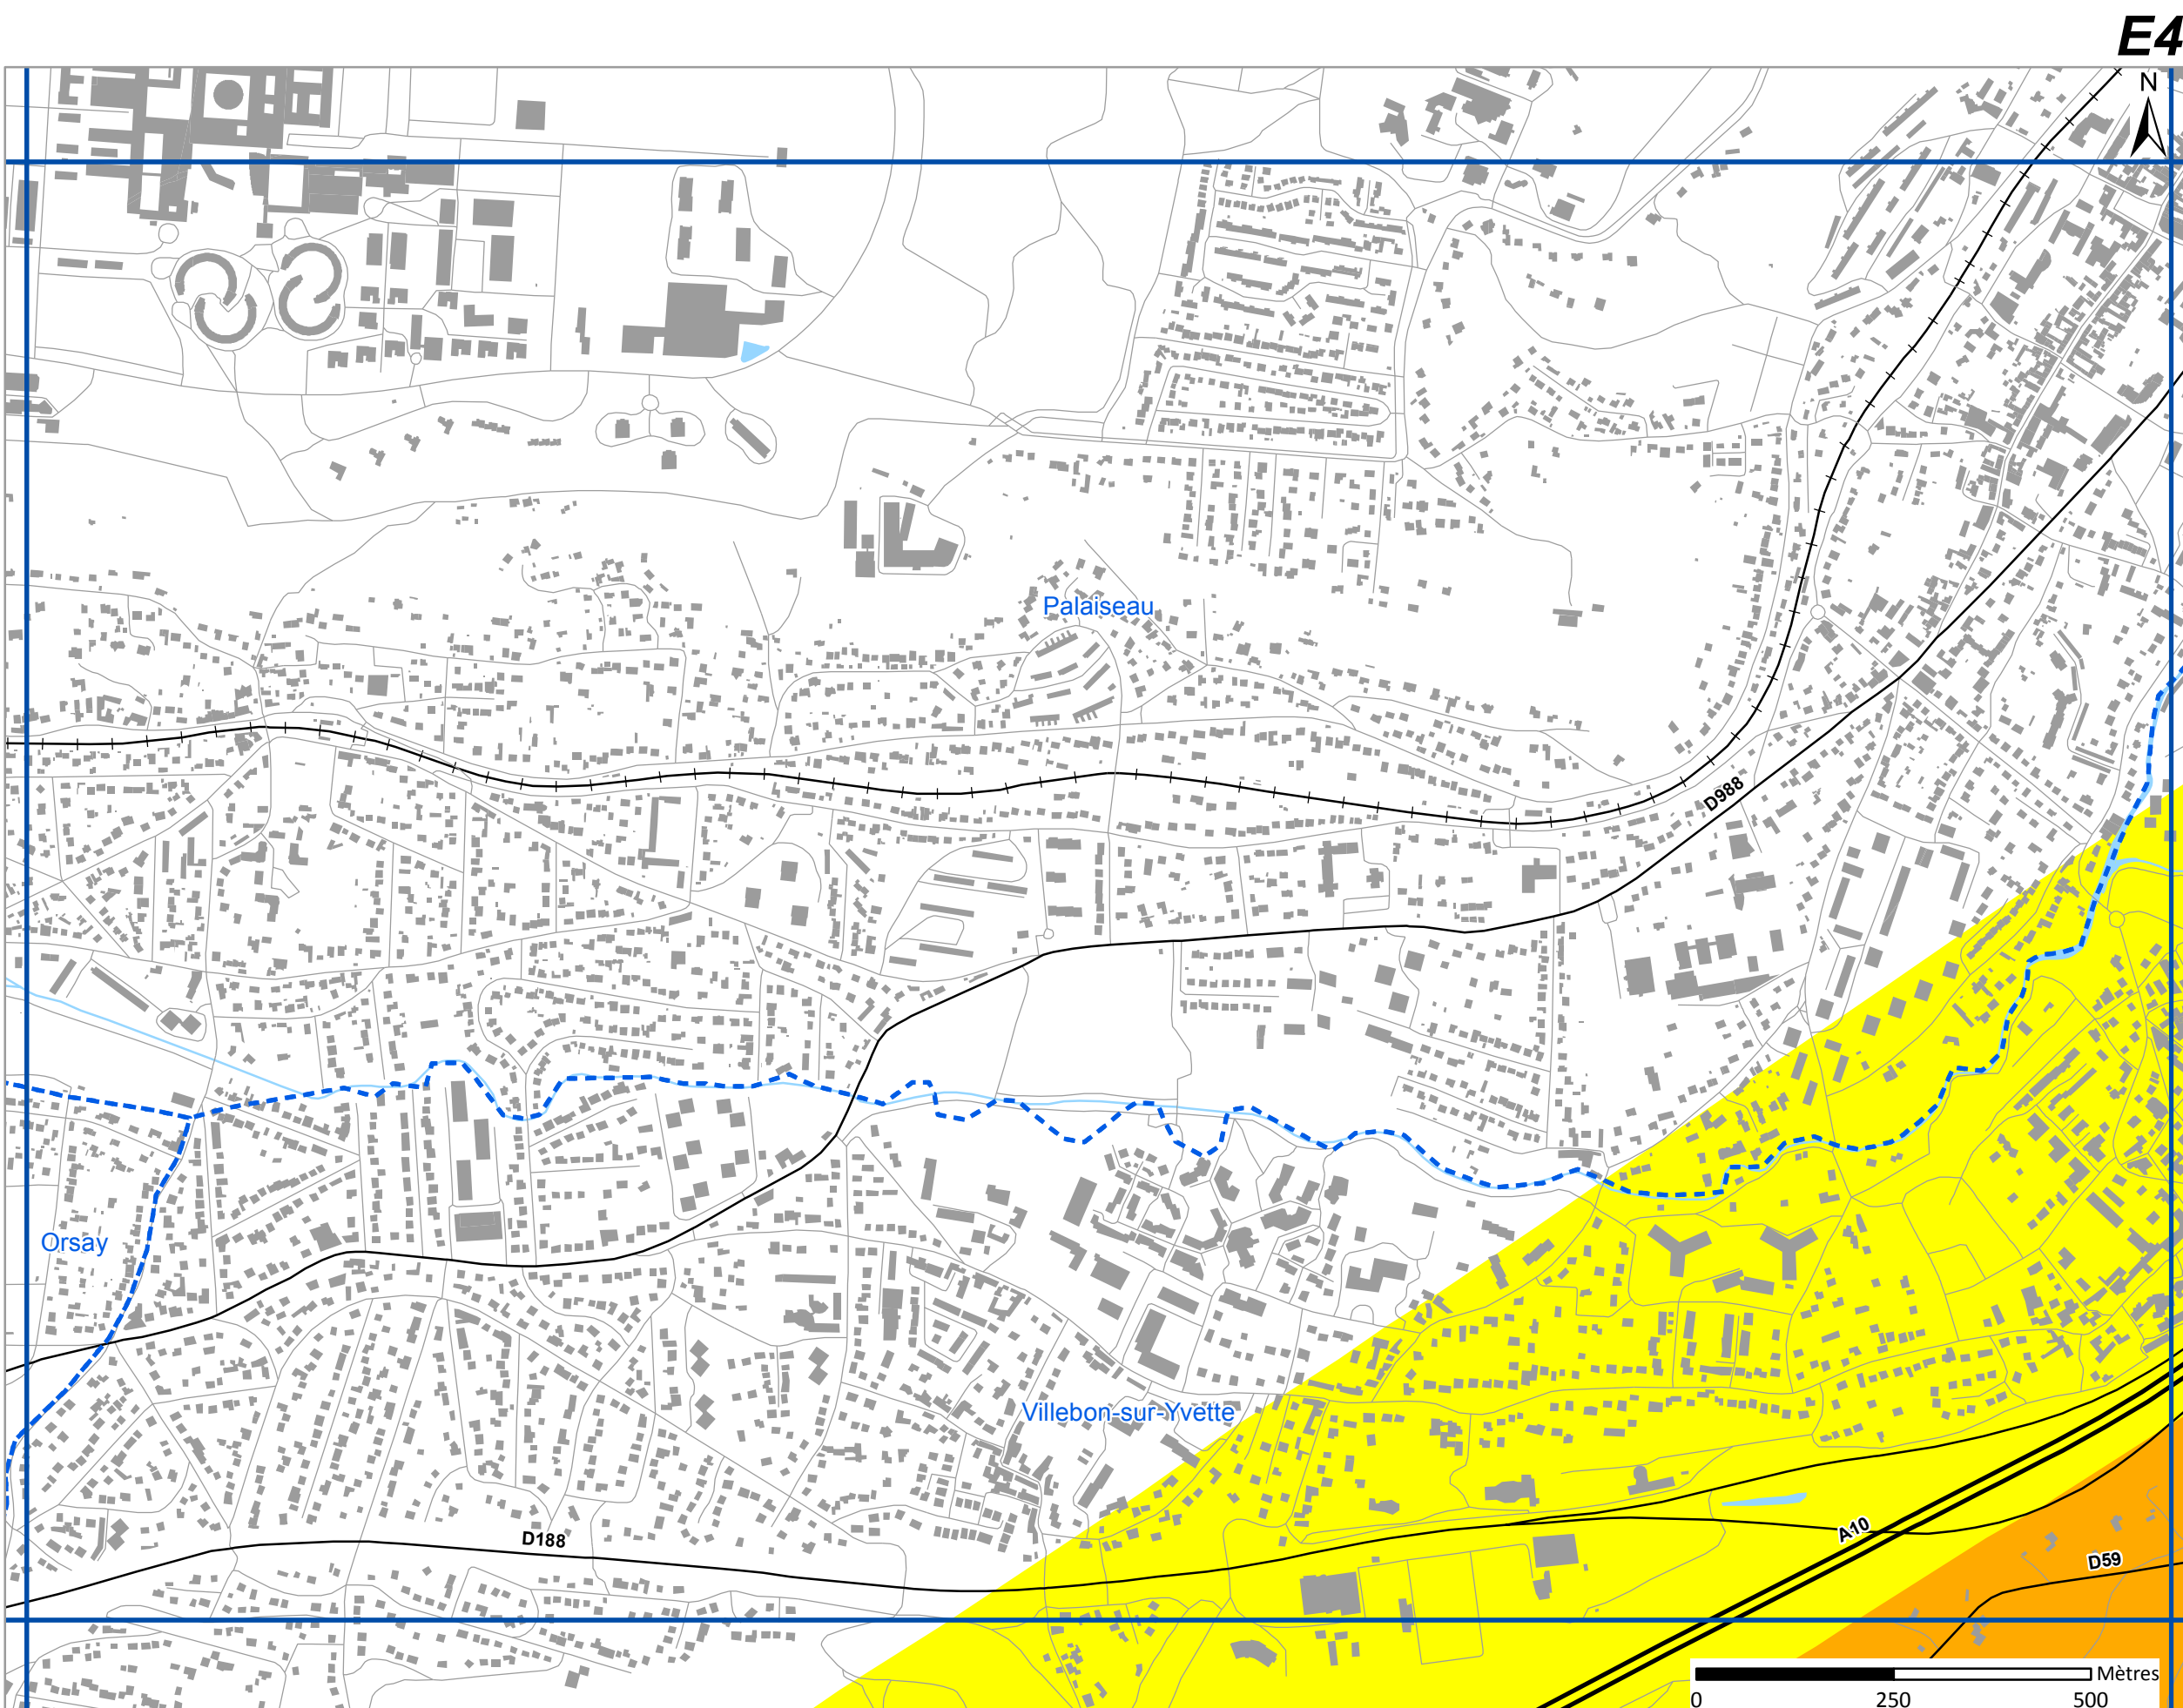 E4
N
Palaiseau
D988
Orsay
Villebon-sur-Yvette
D188
A10
D59
Mètres
0 250 500